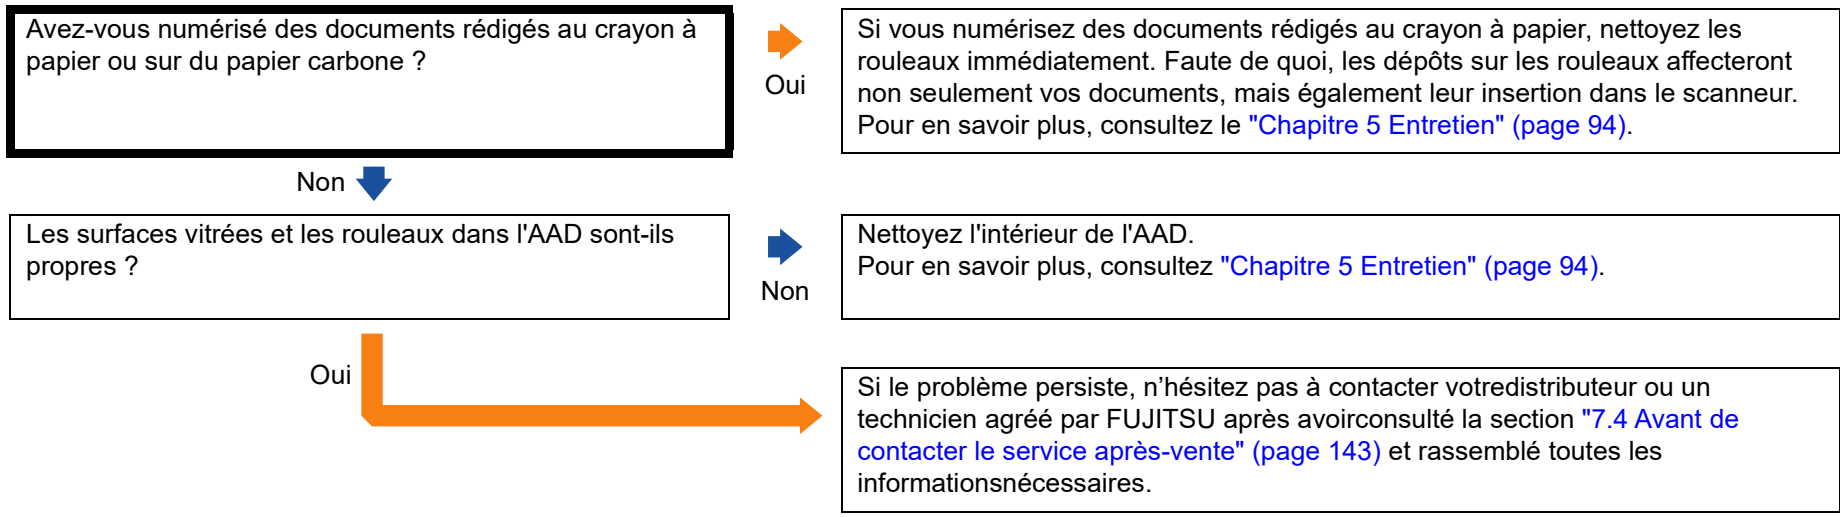 Avez-vous numérisé des documents rédigés au crayon à
papier ou sur du papier carbone ?
Oui
Si vous numérisez des documents rédigés au crayon à papier, nettoyez les
rouleaux immédiatement. Faute de quoi, les dépôts sur les rouleaux affecteront
non seulement vos documents, mais également leur insertion dans le scanneur.
Pour en savoir plus, consultez le "Chapitre 5 Entretien" (page 94).
Non
Les surfaces vitrées et les rouleaux dans l'AAD sont-ils
propres ?
Non
Nettoyez l'intérieur de l'AAD.
Pour en savoir plus, consultez "Chapitre 5 Entretien" (page 94).
Oui
Si le problème persiste, n’hésitez pas à contacter votredistributeur ou un
technicien agréé par FUJITSU après avoirconsulté la section "7.4 Avant de
contacter le service après-vente" (page 143) et rassemblé toutes les
informationsnécessaires.